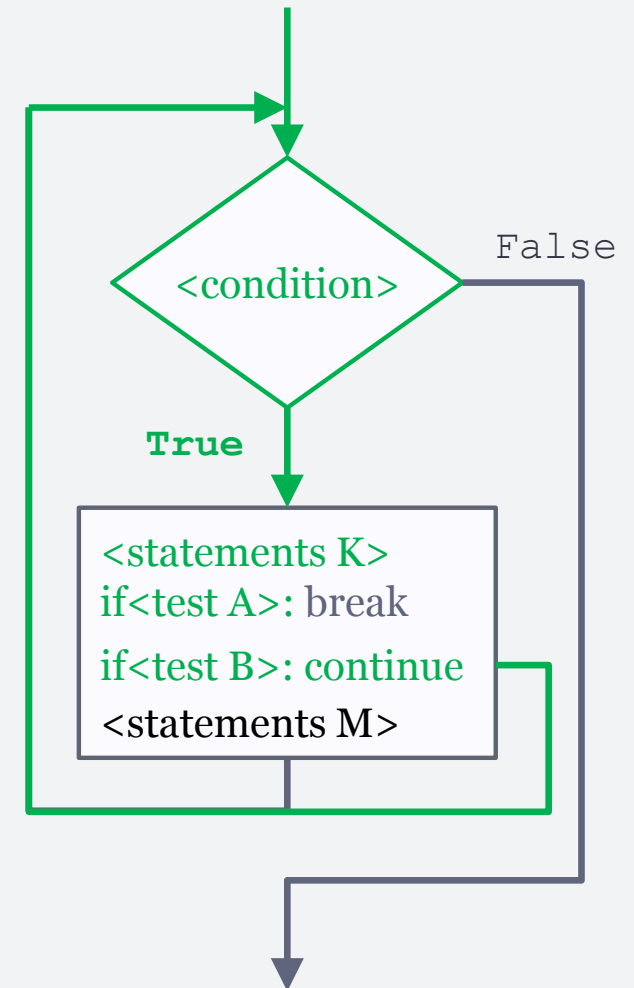 False
<condition>
True
<statements K>
if<test A>: break
if<test B>: continue
<statements M>